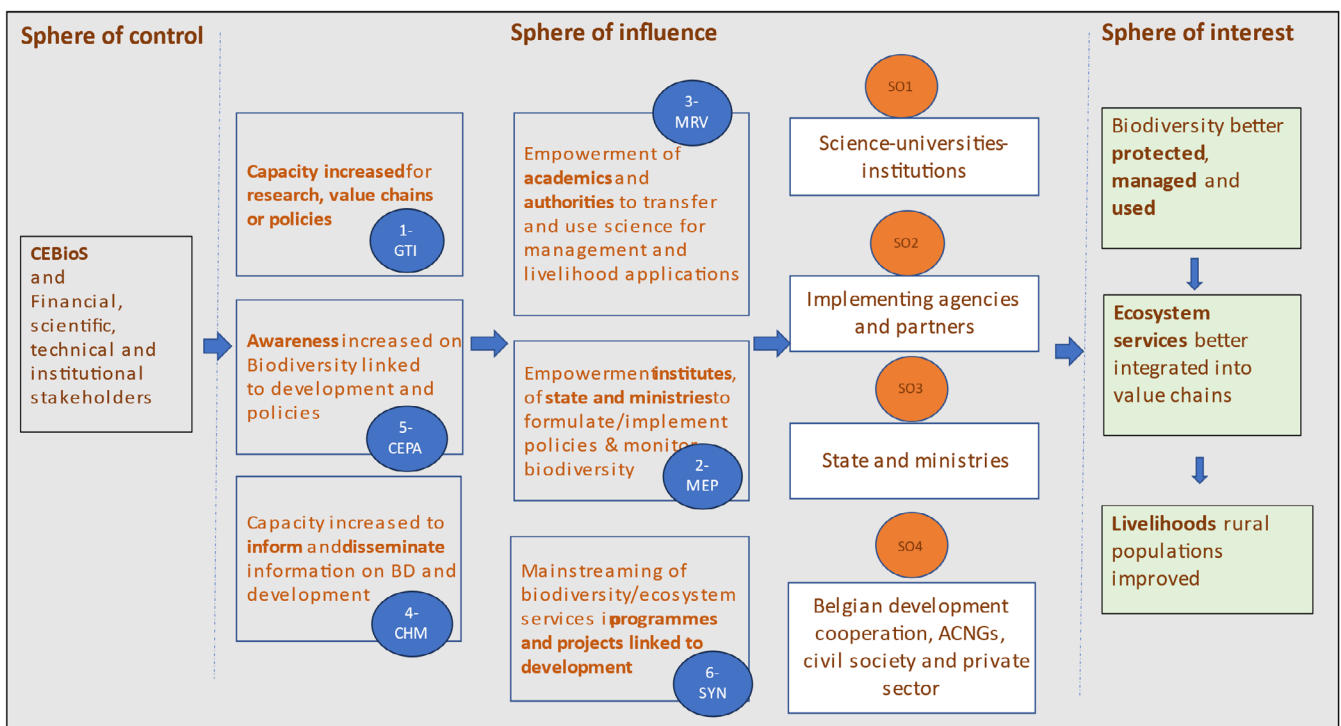 Sphere of control
Sphere of influence
Sphere of interest
CEBioS
and
Financial,
scientific,
technical and
institutional
stakeholders
Capacity increased for
research, value chains
or policies
1-
GTI
Awareness increased on
Biodiversity linked
to development and
policies
5-
CEPA
Capacity increased to
inform and disseminate
information on BD and
development
4-
CHM
3-
MRV
Empowerment of
academics and
authorities to transfer
and use science for
management and
livelihood applications
Empowerment institutes,
of state and ministries to
formulate/implement
policies & monitor
biodiversity
2-
MEP
Mainstreaming of
biodiversity/ecosystem
services in programmes
and projects linked to
development
6-
SYN
SO1
Science-universities-
institutions
SO2
Implementing agencies
and partners
SO3
State and ministries
SO4
Belgian development
cooperation, ACNGs,
civil society and private
sector
Biodiversity better
protected,
managed and
used
Ecosystem
services better
integrated into
value chains
Livelihoods rural
populations
improved